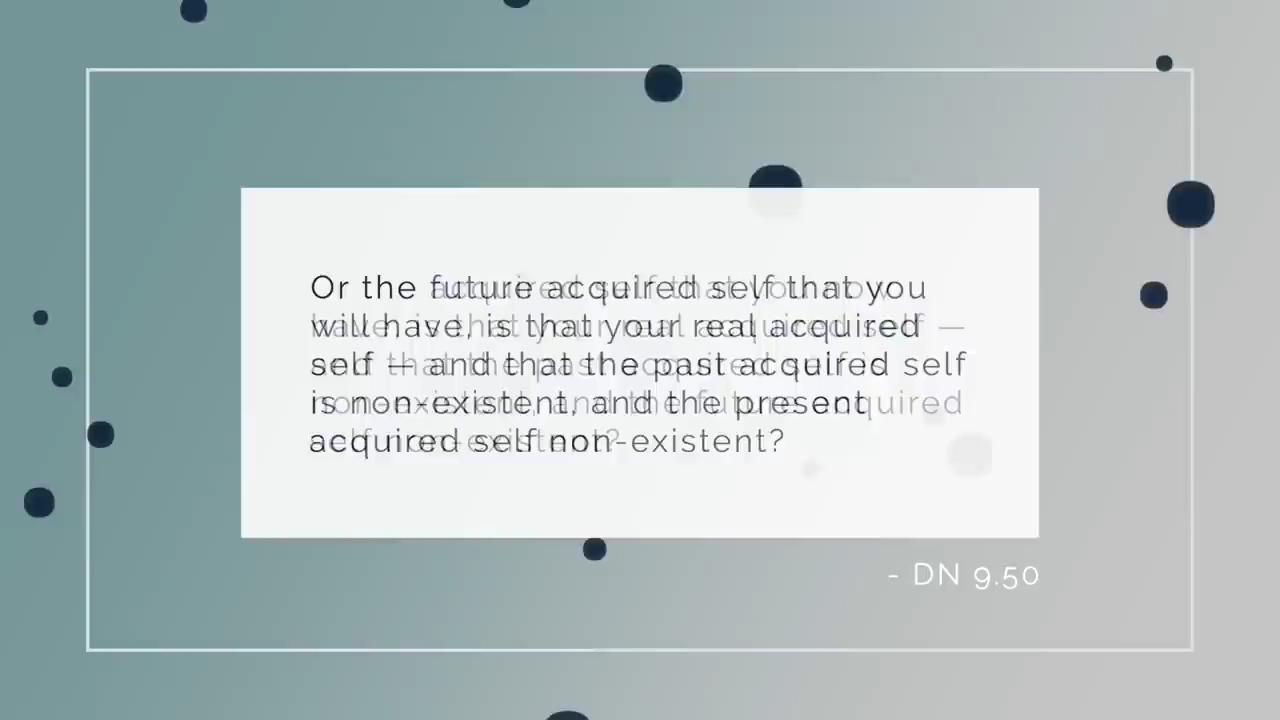 Or the future acquired self that you
will have, is that your real acquired
self — and that the past acquired self
is non-existent, and the present
acquired self non-existent?
- DN 9.50